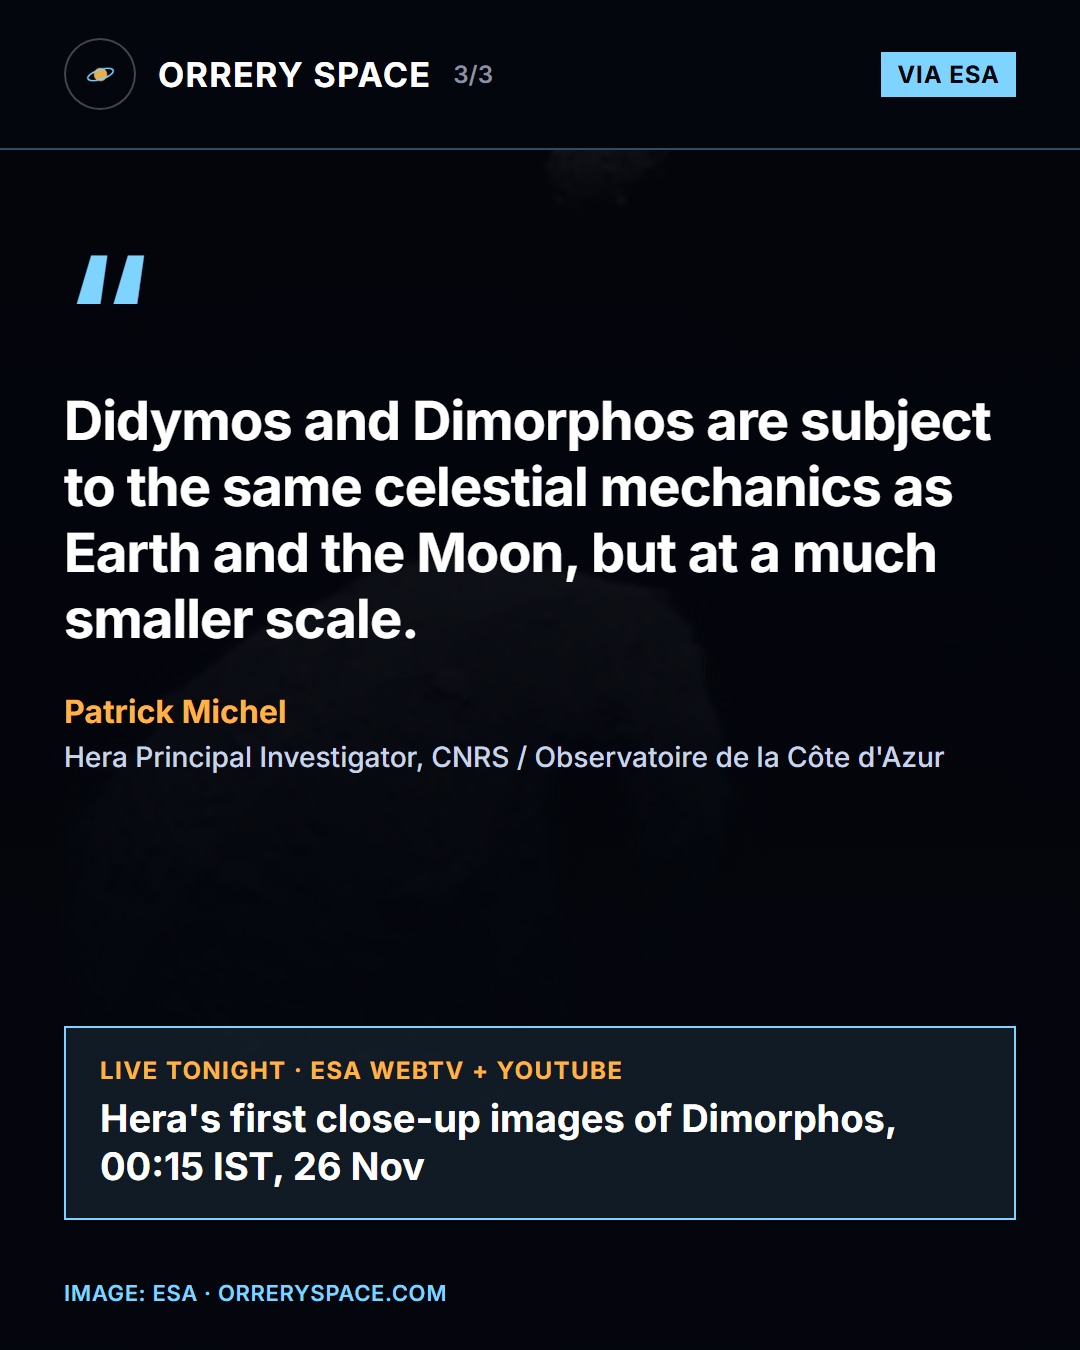 ORRERY SPACE 3/3
VIA ESA
“
Didymos and Dimorphos are subject
to the same celestial mechanics as
Earth and the Moon, but at a much
smaller scale.
Patrick Michel
Hera Principal Investigator, CNRS / Observatoire de la Côte d'Azur
LIVE TONIGHT · ESA WEBTV + YOUTUBE
Hera's first close-up images of Dimorphos,
00:15 IST, 26 Nov
IMAGE: ESA · ORRERYSPACE.COM